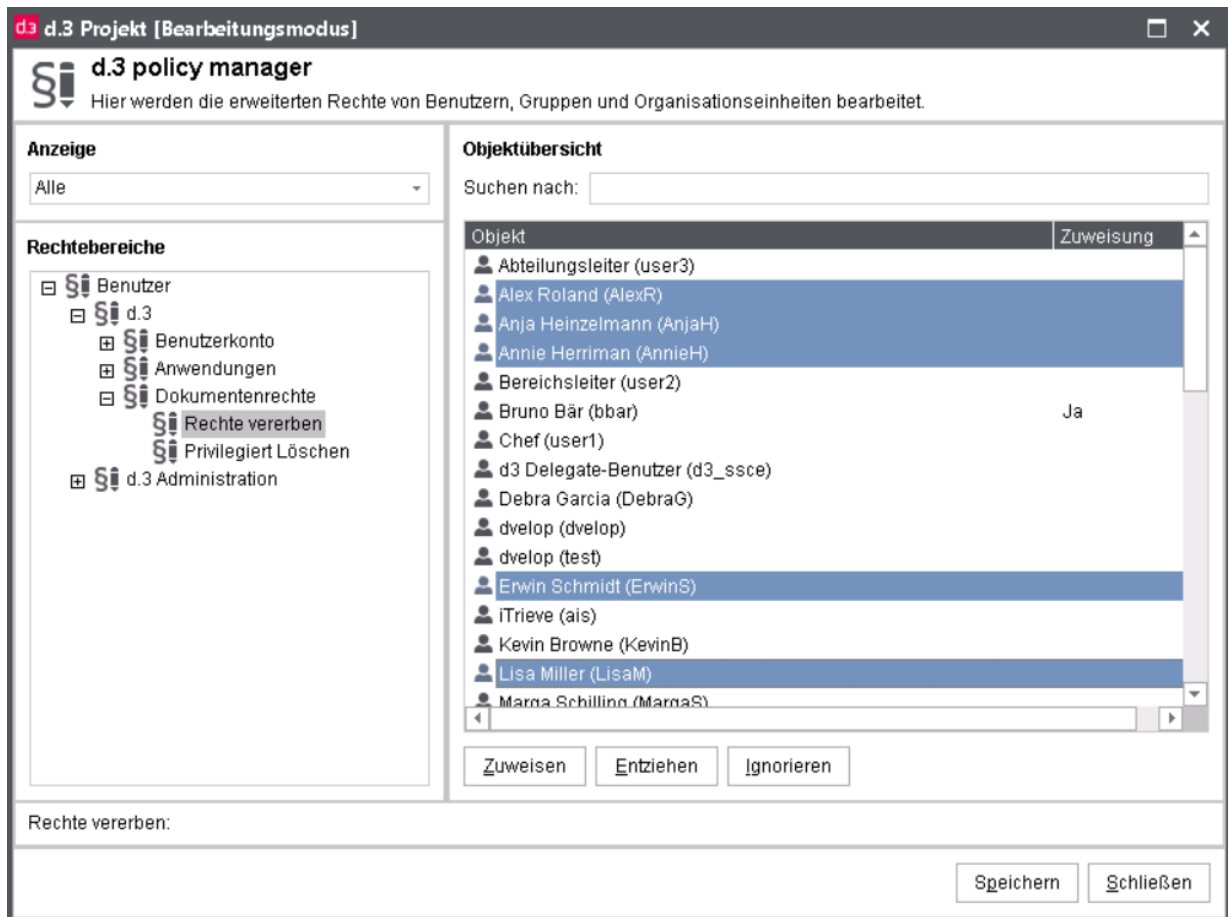 d.3 d.3 Projekt [Bearbeitungsmodus]
d.3 policy manager
Hier werden die erweiterten Rechte von Benutzern, Gruppen und Organisationseinheiten bearbeitet.
Anzeige
Alle
Rechtebereiche
Benutzer
d.3
Benutzerkonto
Anwendungen
Dokumentenrechte
Rechte vererben
Privilegiert Löschen
d.3 Administration
Objektübersicht
Suchen nach:
Objekt Zuweisung
Abteilungsleiter (user3)
Alex Roland (AlexR)
Anja Heinzelmann (AnjaH)
Annie Herriman (AnnieH)
Bereichsleiter (user2)
Bruno Bär (bbar) Ja
Chef (user1)
d3 Delegate-Benutzer (d3_ssce)
Debra Garcia (DebraG)
dvelop (dvelop)
dvelop (test)
Erwin Schmidt (ErwinS)
iTrieve (ais)
Kevin Browne (KevinB)
Lisa Miller (LisaM)
Marga Schilling (MargaS)
Zuweisen Entziehen Ignorieren
Rechte vererben:
Speichern Schließen